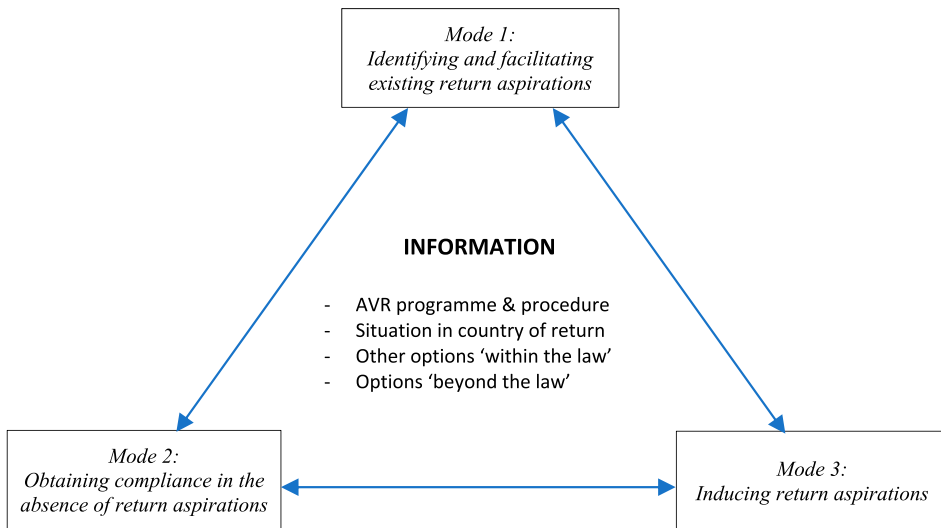 Mode 1:
Identifying and facilitating
existing return aspirations
INFORMATION
- AVR programme & procedure
- Situation in country of return
- Other options ‘within the law’
- Options ‘beyond the law’
Mode 2:
Obtaining compliance in the
absence of return aspirations
Mode 3:
Inducing return aspirations